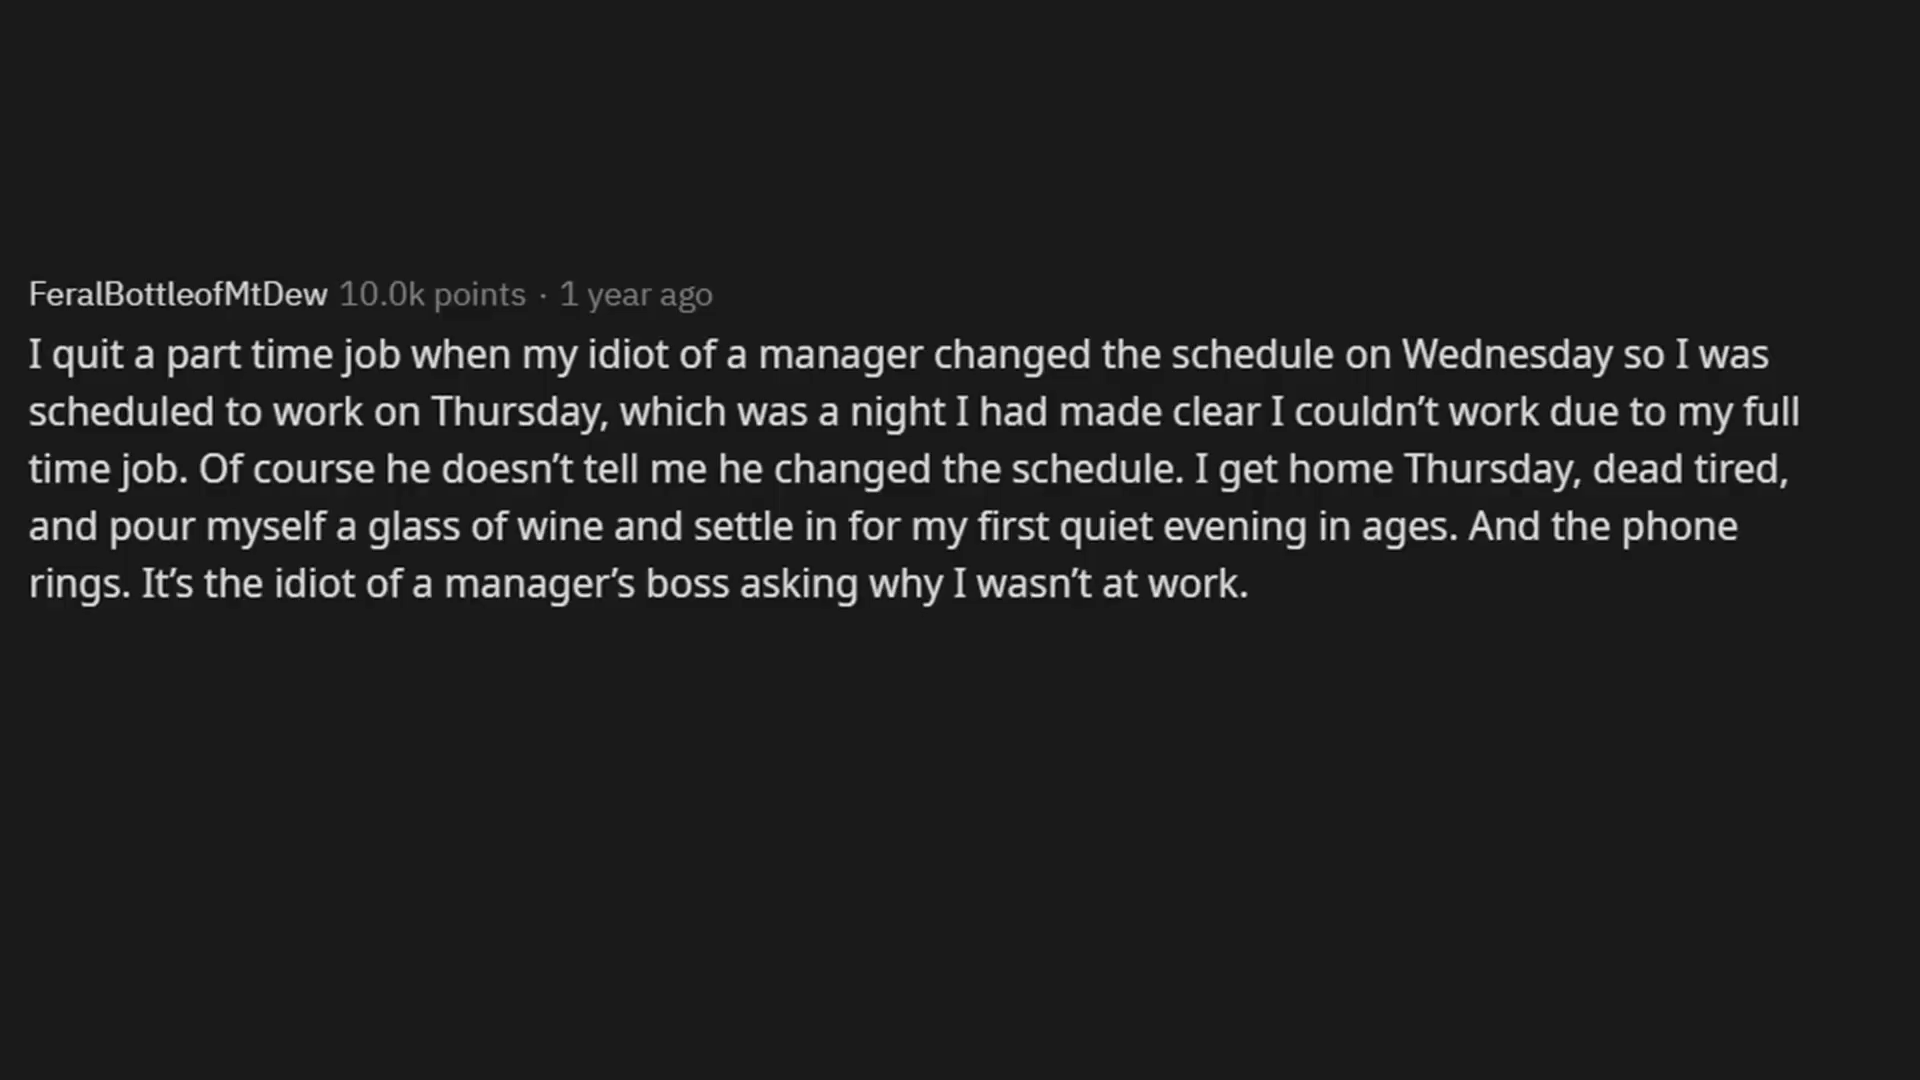 FeralBottleofMtDew 10.0k points · 1 year ago
I quit a part time job when my idiot of a manager changed the schedule on Wednesday so I was
scheduled to work on Thursday, which was a night I had made clear I couldn’t work due to my full
time job. Of course he doesn’t tell me he changed the schedule. I get home Thursday, dead tired,
and pour myself a glass of wine and settle in for my first quiet evening in ages. And the phone
rings. It’s the idiot of a manager’s boss asking why I wasn’t at work.